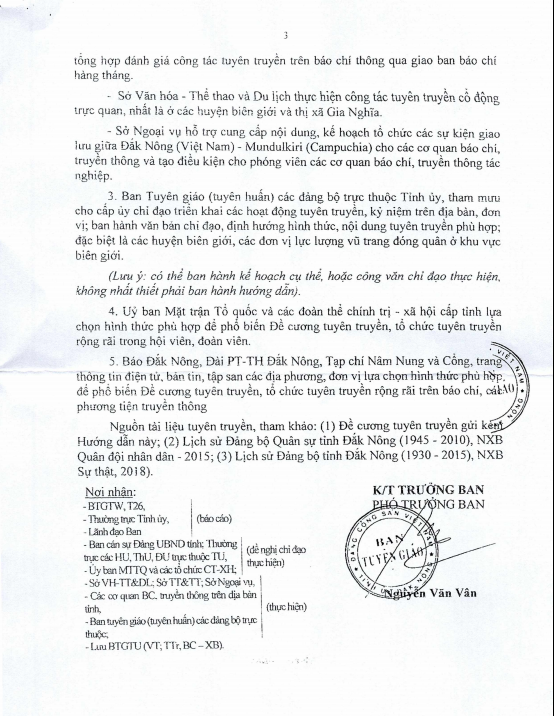 3
tổng hợp đánh giá công tác tuyên truyền trên báo chí thông qua giao ban báo chí
hàng tháng.
- Sở Văn hóa - Thể thao và Du lịch thực hiện công tác tuyên truyền cổ động
trực quan, nhất là ở các huyện biên giới và thị xã Gia Nghĩa.
- Sở Ngoại vụ hỗ trợ cung cấp nội dung, kế hoạch tổ chức các sự kiện giao
lưu giữa Đắk Nông (Việt Nam) - Mundulkiri (Campuchia) cho các cơ quan báo chí,
truyền thông và tạo điều kiện cho phóng viên các cơ quan báo chí, truyền thông tác
nghiệp.
3. Ban Tuyên giáo (tuyên huấn) các đảng bộ trực thuộc Tỉnh ủy, tham mưu
cho cấp ủy chỉ đạo triển khai các hoạt động tuyên truyền, kỷ niệm trên địa bàn, đơn
vị; ban hành văn bản chỉ đạo, định hướng hình thức, nội dung tuyên truyền phù hợp;
đặc biệt là các huyện biên giới, các đơn vị lực lượng vũ trang đóng quân ở khu vực
biên giới.
(Lưu ý: có thể ban hành kế hoạch cụ thể, hoặc công văn chỉ đạo thực hiện,
không nhất thiết phải ban hành hướng dẫn).
4. Uỷ ban Mặt trận Tổ quốc và các đoàn thể chính trị - xã hội cấp tỉnh lựa
chọn hình thức phù hợp để phổ biến Đề cương tuyên truyền, tổ chức tuyên truyền
rộng rãi trong hội viên, đoàn viên.
5. Báo Đắk Nông, Đài PT-TH Đắk Nông, Tạp chí Nâm Nung và Cổng, trang
thông tin điện tử, bản tin, tập san các địa phương, đơn vị lựa chọn hình thức phù hợp,
để phổ biến Đề cương tuyên truyền, tổ chức tuyên truyền rộng rãi trên báo chí, các
phương tiện truyền thông
Nguồn tài liệu tuyên truyền, tham khảo: (1) Đề cương tuyên truyền gửi kèm
Hướng dẫn này; (2) Lịch sử Đảng bộ Quân sự tỉnh Đắk Nông (1945 - 2010), NXB
Quân đội nhân dân - 2015; (3) Lịch sử Đảng bộ tỉnh Đắk Nông (1930 - 2015), NXB
Sự thật, 2018).
Nơi nhận:
- BTGTW, T26,
- Thường trực Tỉnh ủy, (báo cáo)
- Lãnh đạo Ban
- Ban cán sự Đảng UBND tỉnh; Thường
trực các HU, ThU, ĐU trực thuộc TU, (đề nghị chỉ đạo
- Ủy ban MTTQ và các tổ chức CT-XH; thực hiện)
- Sở VH-TT&DL; Sở TT&TT; Sở Ngoại vụ,
- Các cơ quan BC, truyền thông trên địa bàn
tỉnh, (thực hiện)
- Ban tuyên giáo (tuyên huấn) các đảng bộ trực
thuộc;
- Lưu BTGTU (VT; TTr, BC – XB).
K/T TRƯỞNG BAN
PHÓ TRƯỞNG BAN
ĐẢNG CỘNG SẢN VIỆT NAM
BAN
TUYÊN GIÁO
Nguyễn Văn Vân